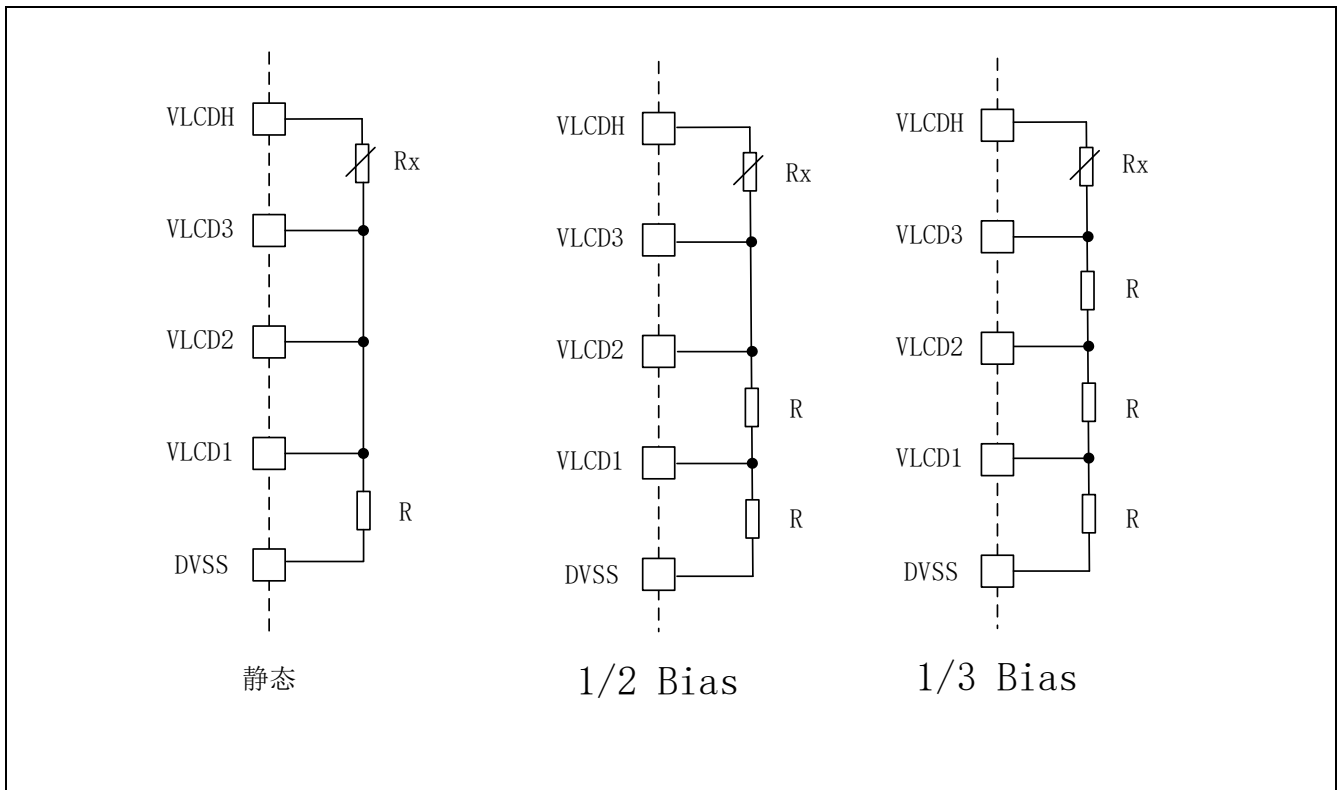 VLCDH
Rx
VLCD3
VLCD2
VLCD1
R
DVSS
静态
VLCDH
Rx
VLCD3
VLCD2
R
VLCD1
R
DVSS
1/2 Bias
VLCDH
Rx
VLCD3
R
VLCD2
R
VLCD1
R
DVSS
1/3 Bias